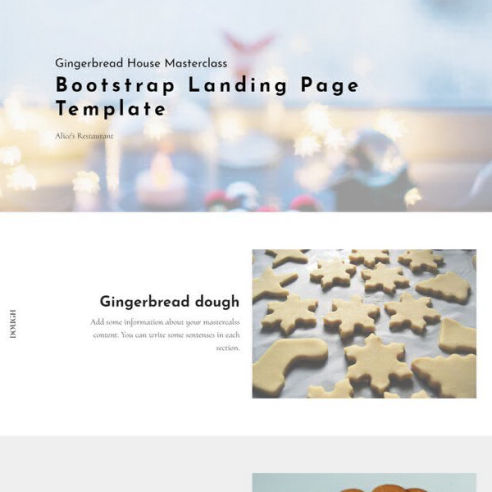 Gingerbread House Masterclass
Bootstrap Landing Page
Template
Alice's Restaurant
DOUGH
Gingerbread dough
Add some information about your mastercalss
content. You can write some sentences in each
section.